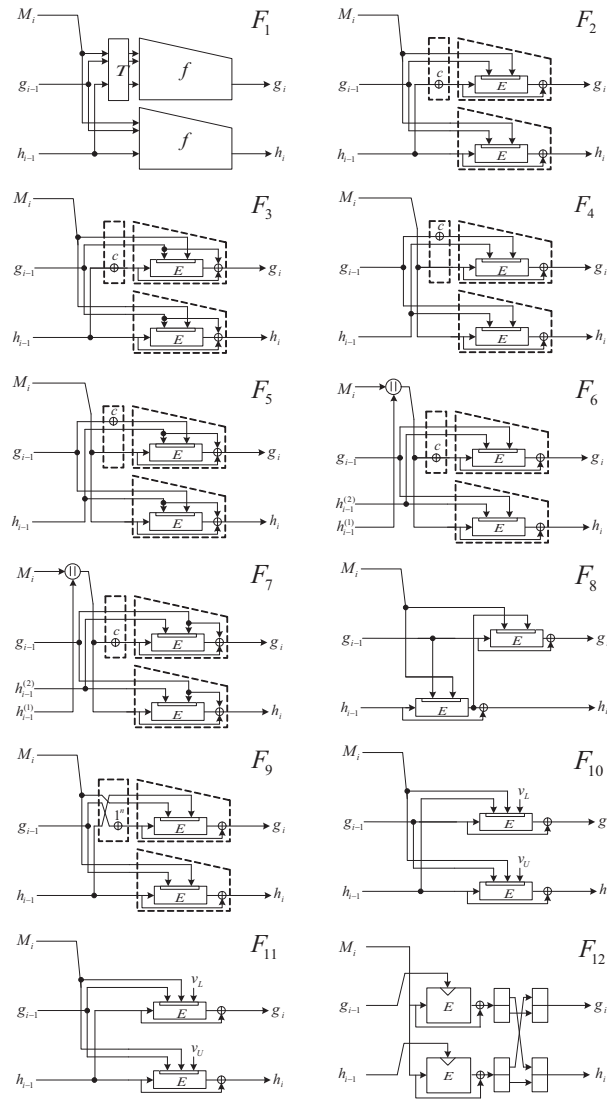 M_i
F_1
T
f
g_{i-1}
g_i
f
h_{i-1}
h_i
M_i
F_2
c
g_{i-1}
E
g_i
h_{i-1}
E
h_i
M_i
F_3
c
g_{i-1}
E
g_i
h_{i-1}
E
h_i
M_i
F_4
c
g_{i-1}
E
g_i
h_{i-1}
E
h_i
M_i
F_5
c
g_{i-1}
E
g_i
h_{i-1}
E
h_i
M_i
||
F_6
c
g_{i-1}
E
g_i
h_{i-1}^{(2)}
h_{i-1}^{(1)}
E
h_i
M_i
||
F_7
c
g_{i-1}
E
g_i
h_{i-1}^{(2)}
h_{i-1}^{(1)}
E
h_i
M_i
F_8
g_{i-1}
E
g
h_{i-1}
E
h_i
M_i
F_9
1^n
g_{i-1}
E
g_i
h_{i-1}
E
h_i
M_i
F_{10}
v_L
g_{i-1}
E
g
v_U
h_{i-1}
E
h
M_i
F_{11}
v_L
g_{i-1}
E
g_i
v_U
h_{i-1}
E
h_i
M_i
F_{12}
g_{i-1}
E
g_i
h_{i-1}
E
h_i